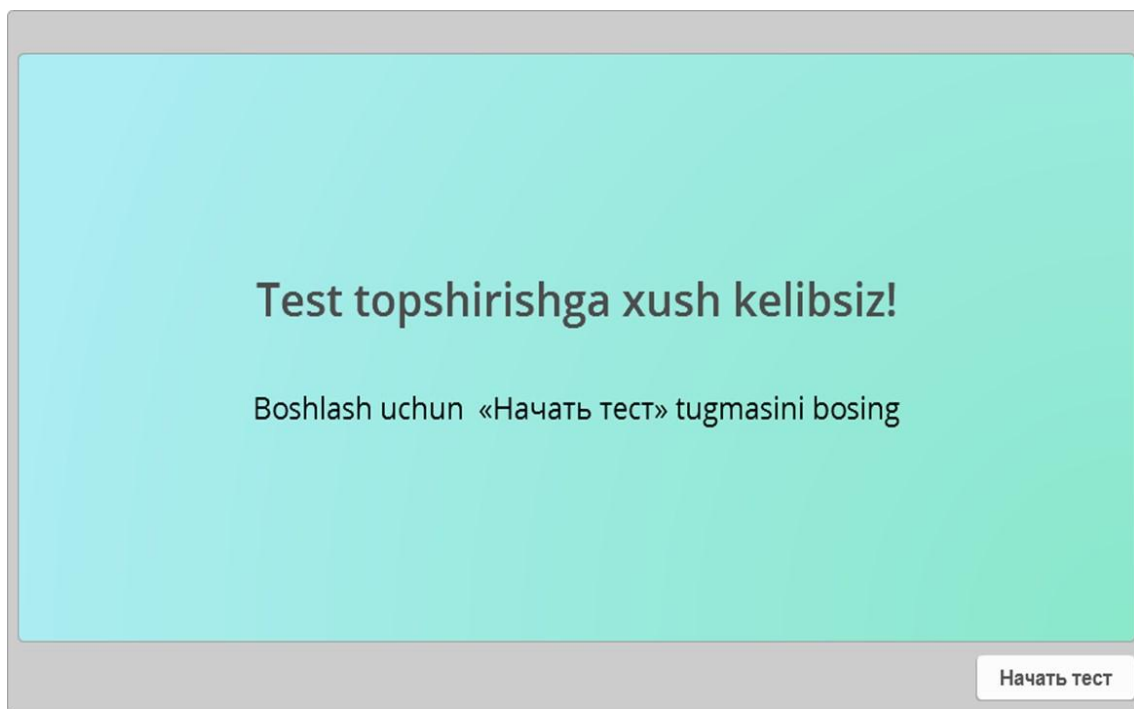 Test topshirishga xush kelibsiz!
Boshlash uchun «Начать тест» tugmasini bosing
Начать тест